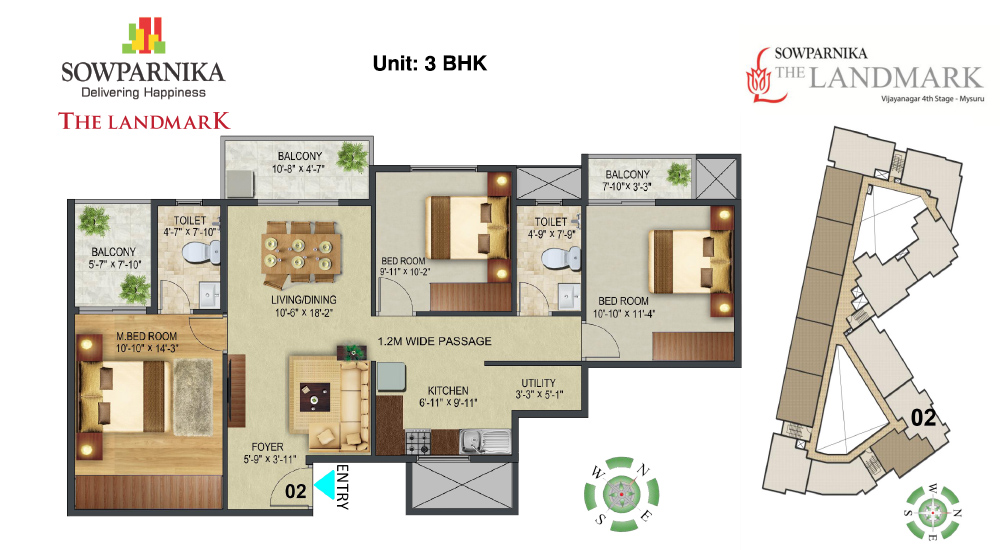 SOWPARNIKA
Delivering Happiness
THE LANDMARK
Unit: 3 BHK
SOWPARNIKA
THE LANDMARK
Vijayanagar 4th Stage - Mysuru
BALCONY
10'-8" X 4'-7"
BALCONY
7'-10"X 3'-3"
TOILET
4'-7" X 7'-10"
TOILET
4'-9" X 7'-9"
BALCONY
5'-7" X 7'-10"
BED ROOM
9'-11" X 10'-2"
LIVING/DINING
10'-6" X 18'-2"
BED ROOM
10'-10" X 11'-4"
M.BED ROOM
10'-10" X 14'-3"
1.2M WIDE PASSAGE
KITCHEN
6'-11" X 9'-11"
UTILITY
3'-3" X 5'-1"
FOYER
5'-9" X 3'-11"
02
ENTRY
02
W
N
S
E
W
N
S
E